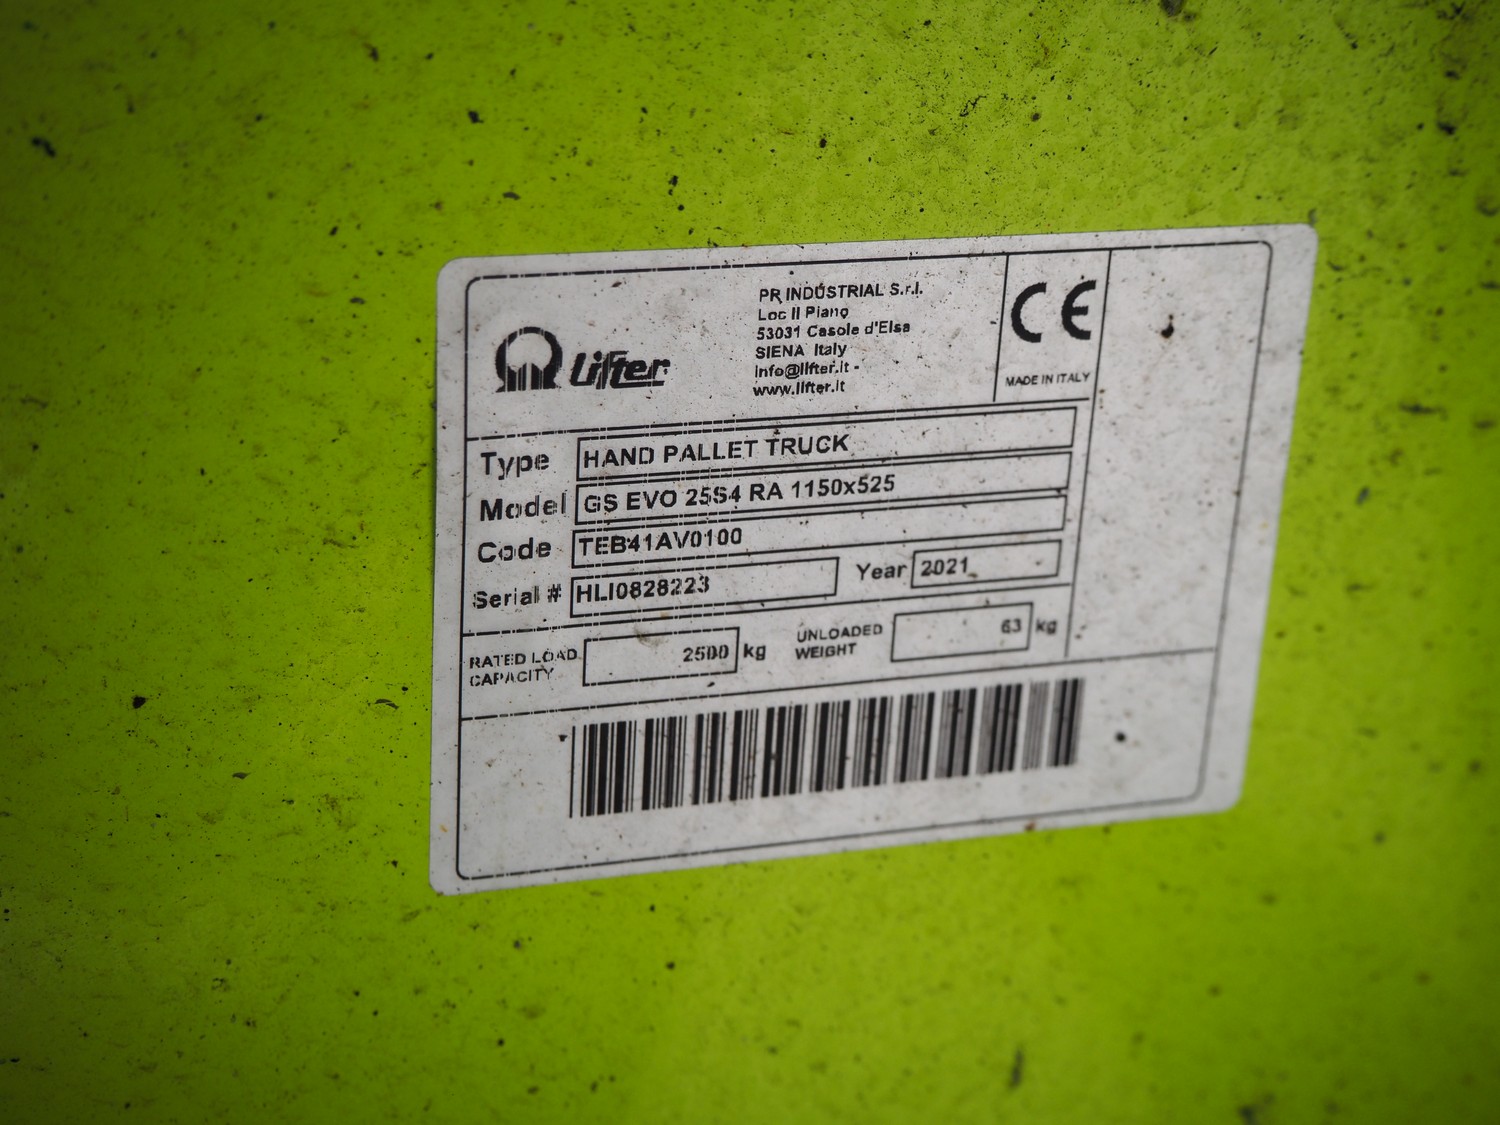 Lifter
PR INDUSTRIAL S.r.l.
Loc Il Piano
53031 Casole d'Elsa
SIENA Italy
info@lifter.it -
www.lifter.it
CE
MADE IN ITALY
Type HAND PALLET TRUCK
Model GS EVO 25S4 RA 1150x525
Code TEB41AV0100
Serial # HLI0828223 Year 2021
RATED LOAD CAPACITY 2500 kg UNLOADED WEIGHT 63 kg